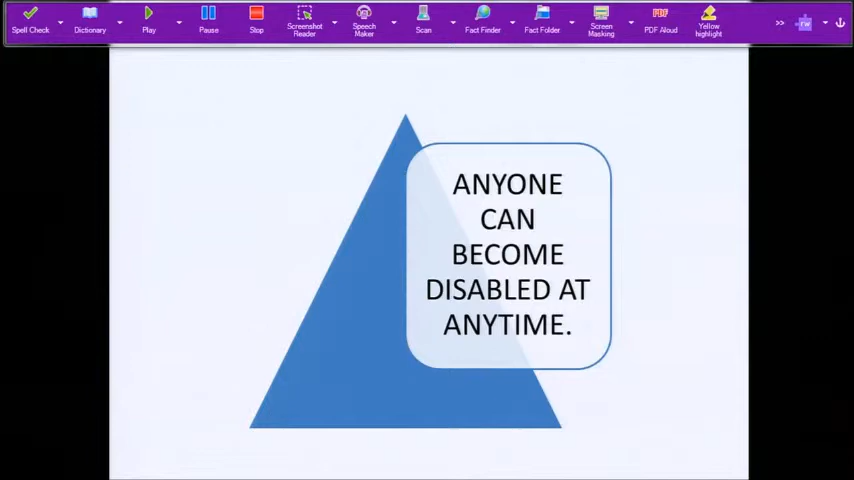 Spell Check
Dictionary
Play
Pause
Stop
Screenshot
Reader
Speech
Maker
Scan
Fact Finder
Fact Folder
Screen
Masking
PDF
PDF Aloud
Yellow
highlight
>>
rw
ANYONE
CAN
BECOME
DISABLED AT
ANYTIME.